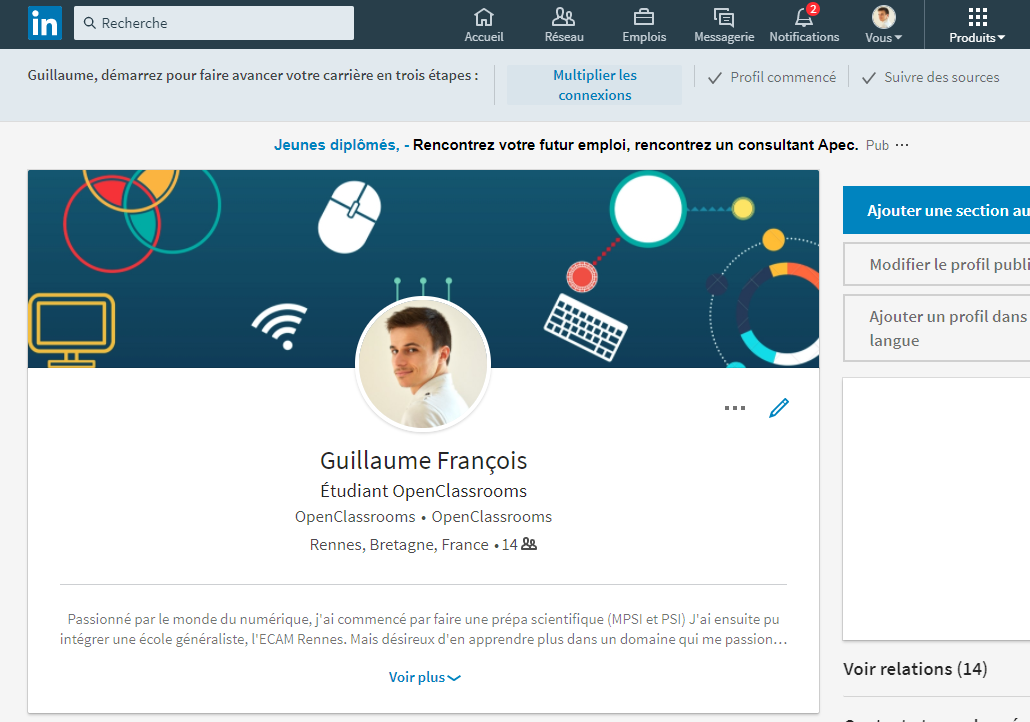 in Recherche
Accueil Réseau Emplois Messagerie 2 Notifications Vous Produits
Guillaume, démarrez pour faire avancer votre carrière en trois étapes :
Multiplier les
connexions
Profil commencé
Suivre des sources
Jeunes diplômés, - Rencontrez votre futur emploi, rencontrez un consultant Apec. Pub ···
Ajouter une section au
Modifier le profil publi
Ajouter un profil dans
langue
Guillaume François
Étudiant OpenClassrooms
OpenClassrooms • OpenClassrooms
Rennes, Bretagne, France • 14
Passionné par le monde du numérique, j'ai commencé par faire une prépa scientifique (MPSI et PSI) J'ai ensuite pu
intégrer une école généraliste, l'ECAM Rennes. Mais désireux d'en apprendre plus dans un domaine qui me passion…
Voir plus
Voir relations (14)